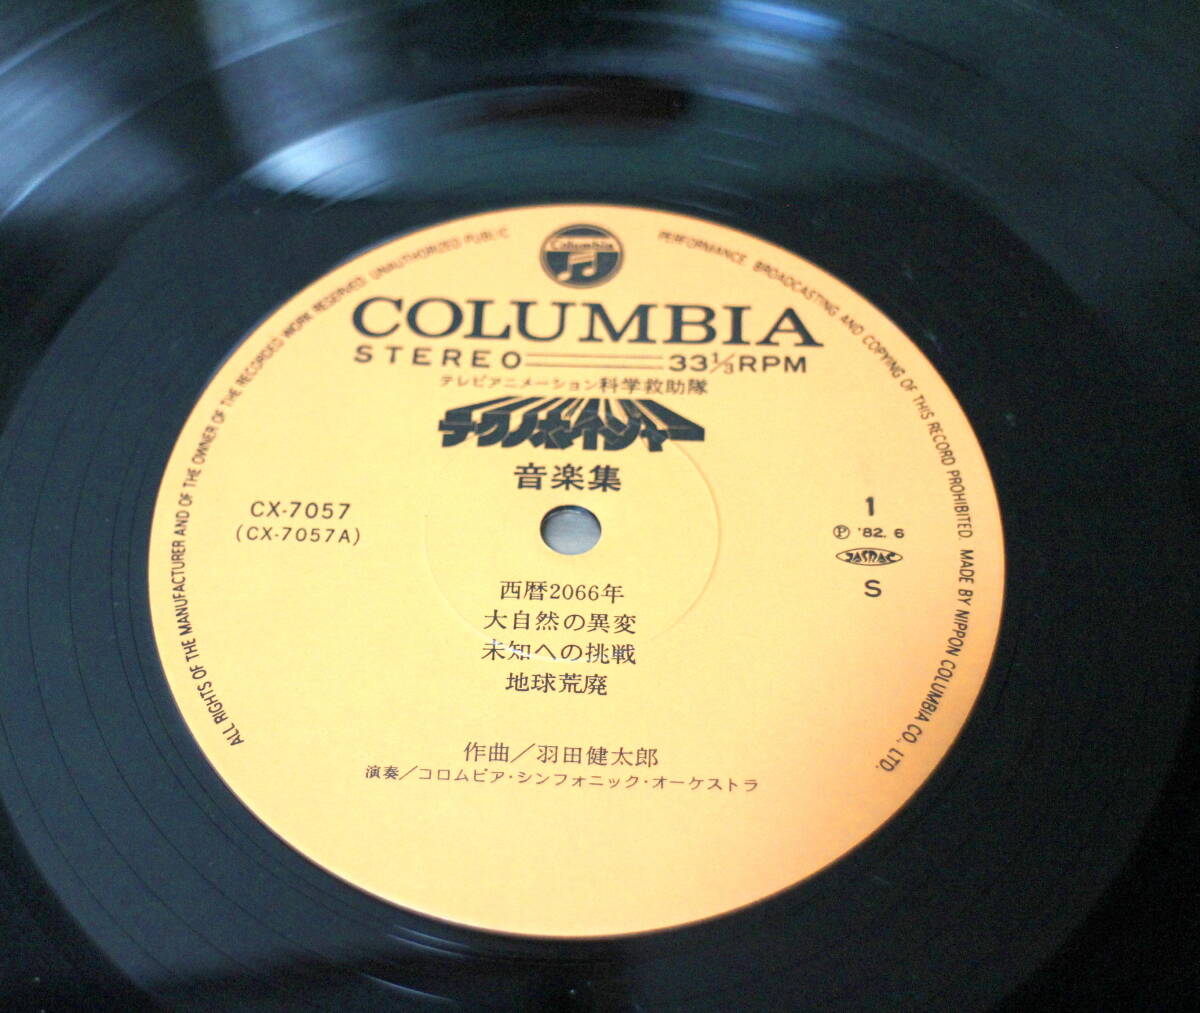 Columbia
COLUMBIA
STEREO 33⅓RPM
テレビアニメーション科学救助隊
テクノボイジャー
音楽集
CX-7057
(CX-7057A)
1
Ⓟ '82. 6
JASRAC
S
西暦2066年
大自然の異変
未知への挑戦
地球荒廃
作曲/羽田健太郎
演奏/コロムビア・シンフォニック・オーケストラ
ALL RIGHTS OF THE MANUFACTURER AND OF THE OWNER OF THE RECORDED WORK RESERVED. UNAUTHORIZED PUBLIC PERFORMANCE. BROADCASTING AND COPYING OF THIS RECORD PROHIBITED. MADE BY NIPPON COLUMBIA CO., LTD.